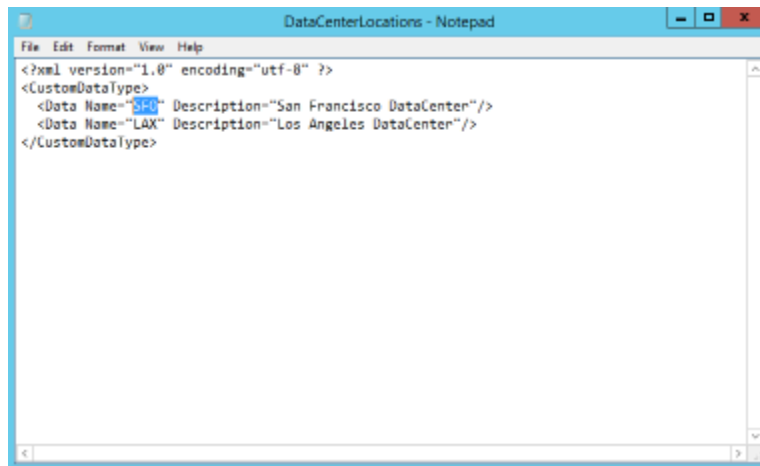 DataCenterLocations - Notepad
File Edit Format View Help
<?xml version="1.0" encoding="utf-8" ?>
<CustomDataType>
<Data Name="SFO" Description="San Francisco DataCenter"/>
<Data Name="LAX" Description="Los Angeles DataCenter"/>
</CustomDataType>